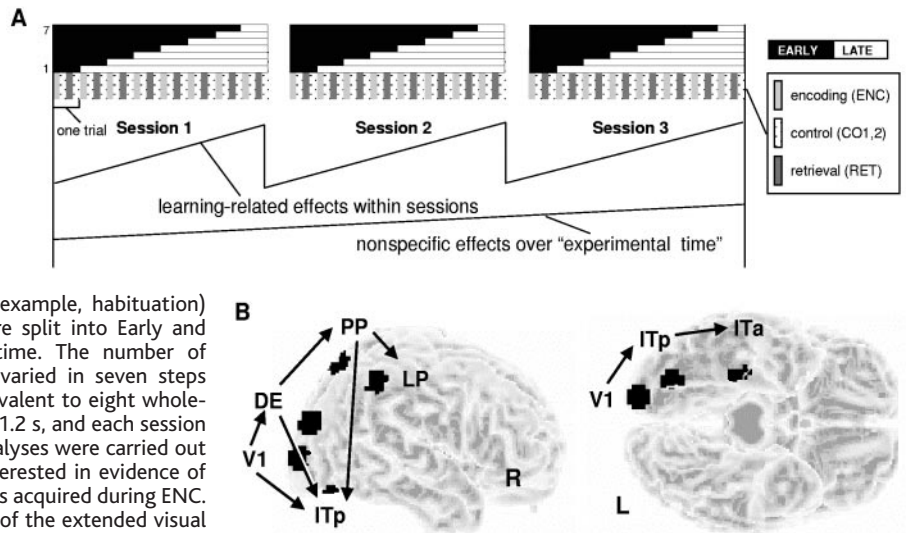 A
7
1
EARLY LATE
encoding (ENC)
control (CO1,2)
retrieval (RET)
one trial
Session 1 Session 2 Session 3
learning-related effects within sessions
nonspecific effects over “experimental time”
example, habituation)
re split into Early and
time. The number of
varied in seven steps
ivalent to eight whole-
1.2 s, and each session
alyses were carried out
erested in evidence of
s acquired during ENC.
of the extended visual
B
PP
LP
DE
V1
ITp
R
ITp
ITa
V1
L